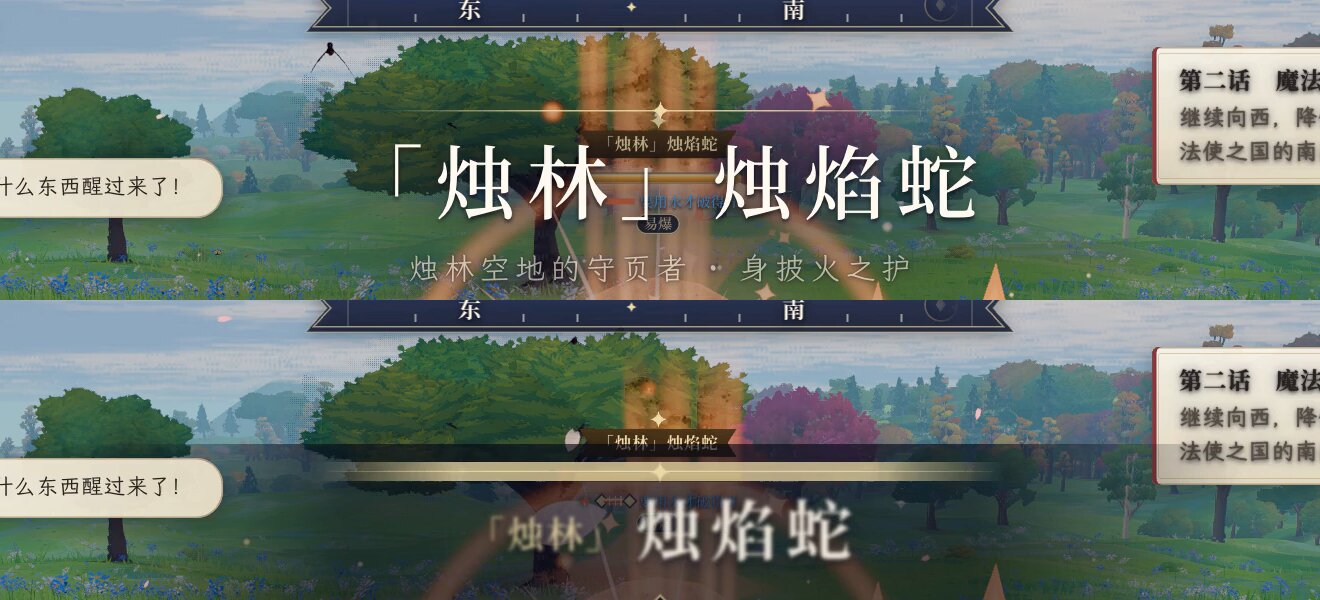 东 南
第二话 魔法
继续向西，降
法使之国的南
「烛林」烛焰蛇
什么东西醒过来了！
「烛林」烛焰蛇
易爆
烛林空地的守页者 · 身披火之护
东 南
第二话 魔法
继续向西，降
法使之国的南
「烛林」烛焰蛇
什么东西醒过来了！
「烛林」烛焰蛇